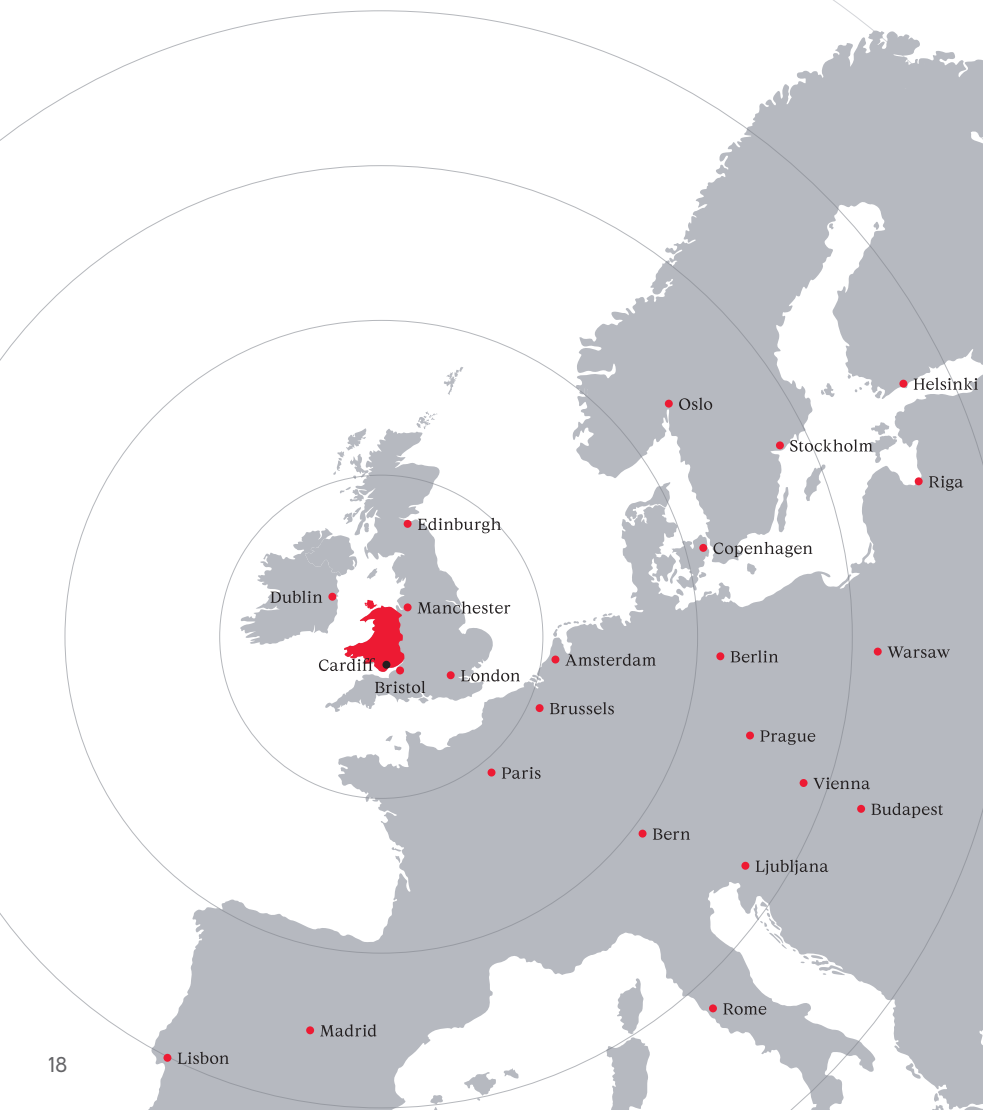 Helsinki
Oslo
Stockholm
Riga
Edinburgh
Copenhagen
Dublin
Manchester
Warsaw
Berlin
Amsterdam
Cardiff
London
Bristol
Brussels
Prague
Paris
Vienna
Budapest
Bern
Ljubljana
Rome
Madrid
Lisbon
18